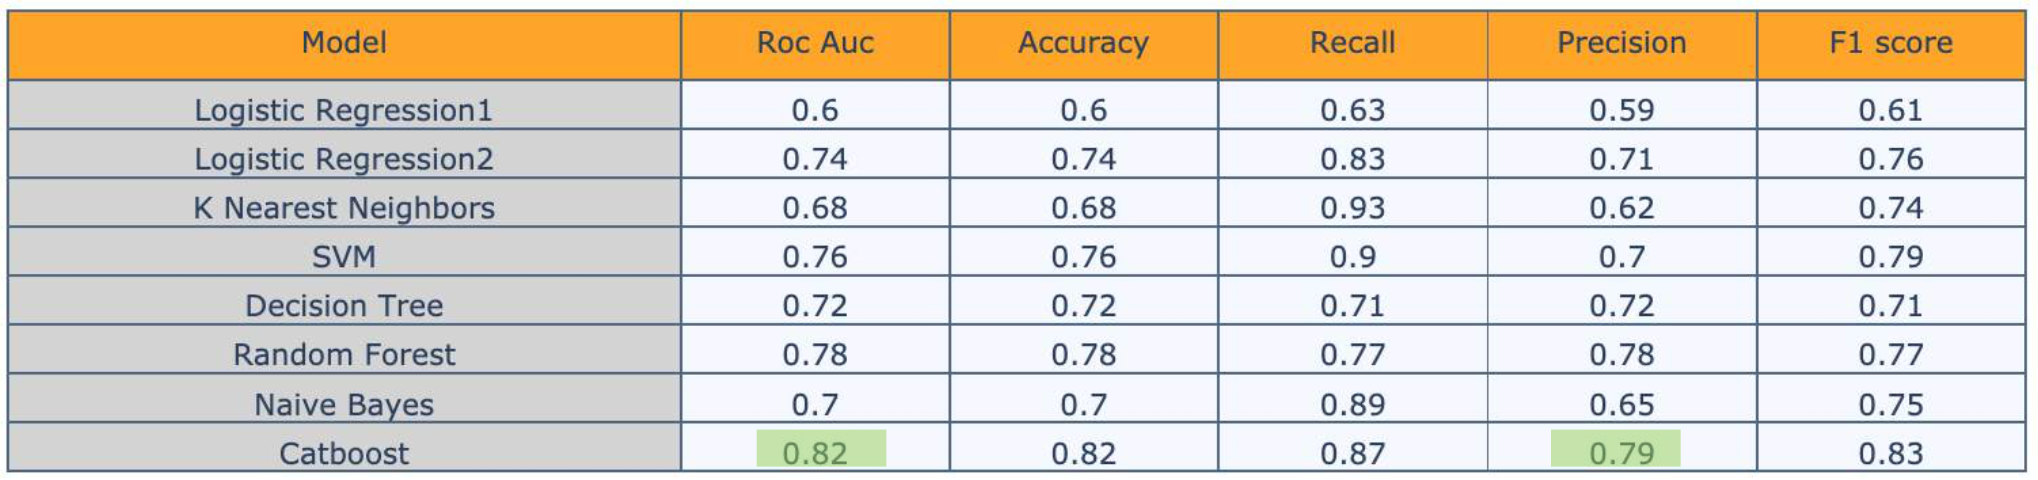 Model Roc Auc Accuracy Recall Precision F1 score
Logistic Regression1 0.6 0.6 0.63 0.59 0.61
Logistic Regression2 0.74 0.74 0.83 0.71 0.76
K Nearest Neighbors 0.68 0.68 0.93 0.62 0.74
SVM 0.76 0.76 0.9 0.7 0.79
Decision Tree 0.72 0.72 0.71 0.72 0.71
Random Forest 0.78 0.78 0.77 0.78 0.77
Naive Bayes 0.7 0.7 0.89 0.65 0.75
Catboost 0.82 0.82 0.87 0.79 0.83